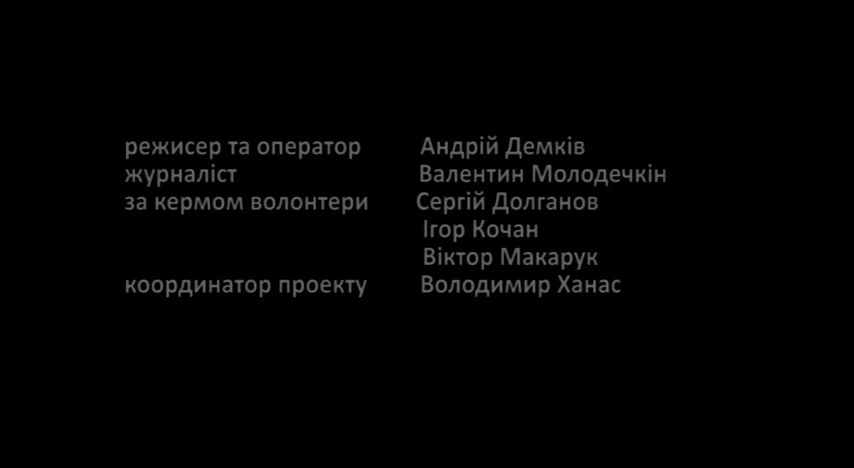 режисер та оператор Андрій Демків
журналіст Валентин Молодечкін
за кермом волонтери Сергій Долганов
Ігор Кочан
Віктор Макарук
координатор проекту Володимир Ханас